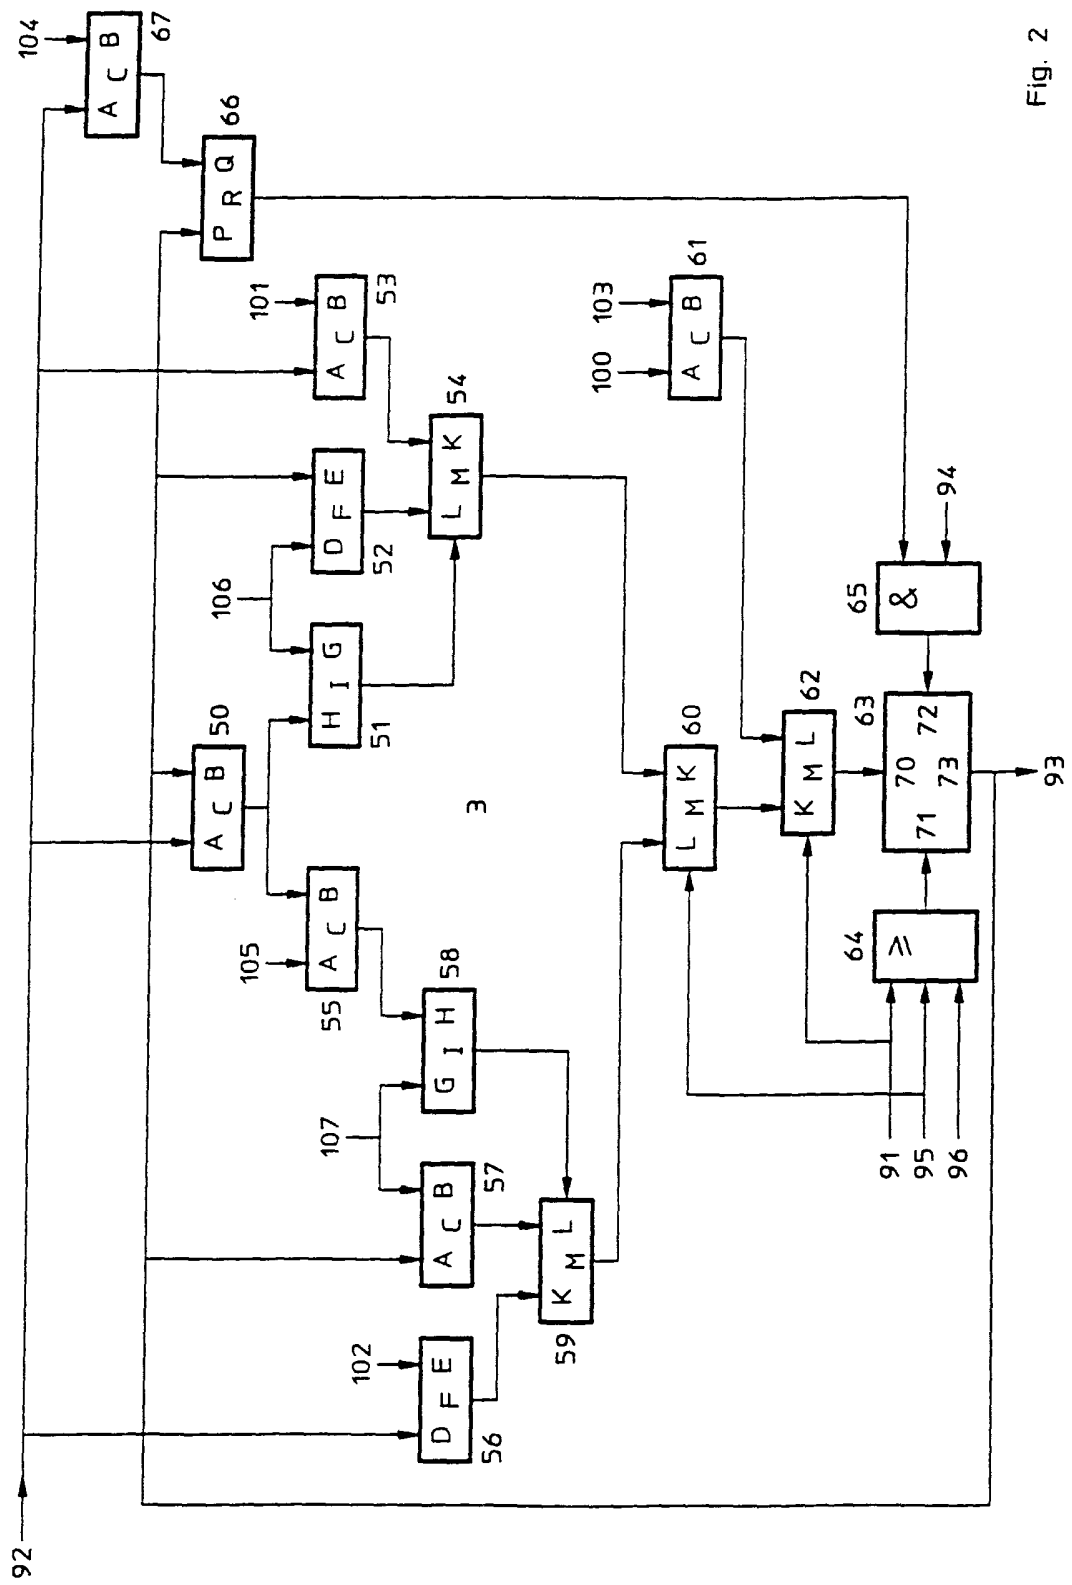 92
104
A C B
67
P R Q
66
A C B
50
101
A C B
53
106
H I G
51
D F E
52
L M K
54
105
A C B
55
3
107
G I H
58
A C B
57
102
D F E
56
K M L
59
100
103
A C B
61
L M K
60
K M L
62
63
70
71
72
73
64
≥
65
&
94
91
95
96
93
Fig. 2